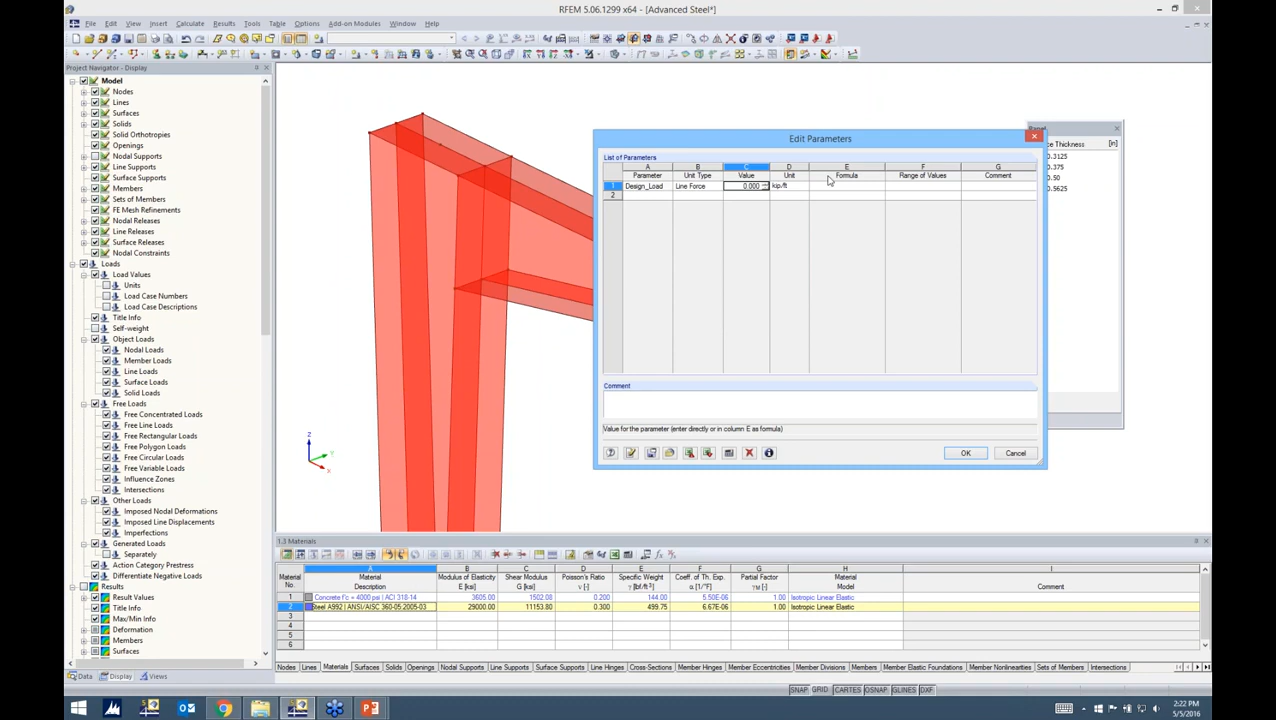 RFEM 5.06.1299 x64 - [Advanced Steel*]
File Edit View Insert Calculate Results Tools Table Options Add-on Modules Window Help
Project Navigator - Display
Model
Nodes
Lines
Surfaces
Solids
Solid Orthotropies
Openings
Nodal Supports
Line Supports
Surface Supports
Members
Sets of Members
FE Mesh Refinements
Nodal Releases
Line Releases
Surface Releases
Nodal Constraints
Loads
Load Values
Units
Load Case Numbers
Load Case Descriptions
Title Info
Self-weight
Object Loads
Nodal Loads
Member Loads
Line Loads
Surface Loads
Solid Loads
Free Loads
Free Concentrated Loads
Free Line Loads
Free Rectangular Loads
Free Polygon Loads
Free Circular Loads
Free Variable Loads
Influence Zones
Intersections
Other Loads
Imposed Nodal Deformations
Imposed Line Displacements
Imperfections
Generated Loads
Separately
Action Category Prestress
Differentiate Negative Loads
Results
Result Values
Title Info
Max/Min Info
Deformation
Members
Surfaces
Data Display Views
Z
Y
X
Edit Parameters
List of Parameters
A B C D E F G
Parameter Unit Type Value Unit Formula Range of Values Comment
1 Design_Load Line Force 0.000 kip/ft
2
Comment
Value for the parameter (enter directly or in column E as formula)
OK Cancel
ce Thickness [in]
0.3125
0.375
0.50
0.5625
1.3 Materials
A B C D E F G H I
Material No. Material Description Modulus of Elasticity E [ksi] Shear Modulus G [ksi] Poisson's Ratio ν [-] Specific Weight γ [lbf/ft³] Coeff. of Th. Exp. α [1/°F] Partial Factor γM [-] Material Model Comment
1 Concrete f'c = 4000 psi | ACI 318-14 3605.00 1502.08 0.200 144.00 5.50E-06 1.00 Isotropic Linear Elastic
2 Steel A992 | ANSI/AISC 360-05:2005-03 29000.00 11153.80 0.300 499.75 6.67E-06 1.00 Isotropic Linear Elastic
3
4
5
6
Nodes Lines Materials Surfaces Solids Openings Nodal Supports Line Supports Surface Supports Line Hinges Cross-Sections Member Hinges Member Eccentricities Member Divisions Members Member Elastic Foundations Member Nonlinearities Sets of Members Intersections
SNAP GRID CARTES OSNAP GLINES DXF
2:22 PM
5/5/2016